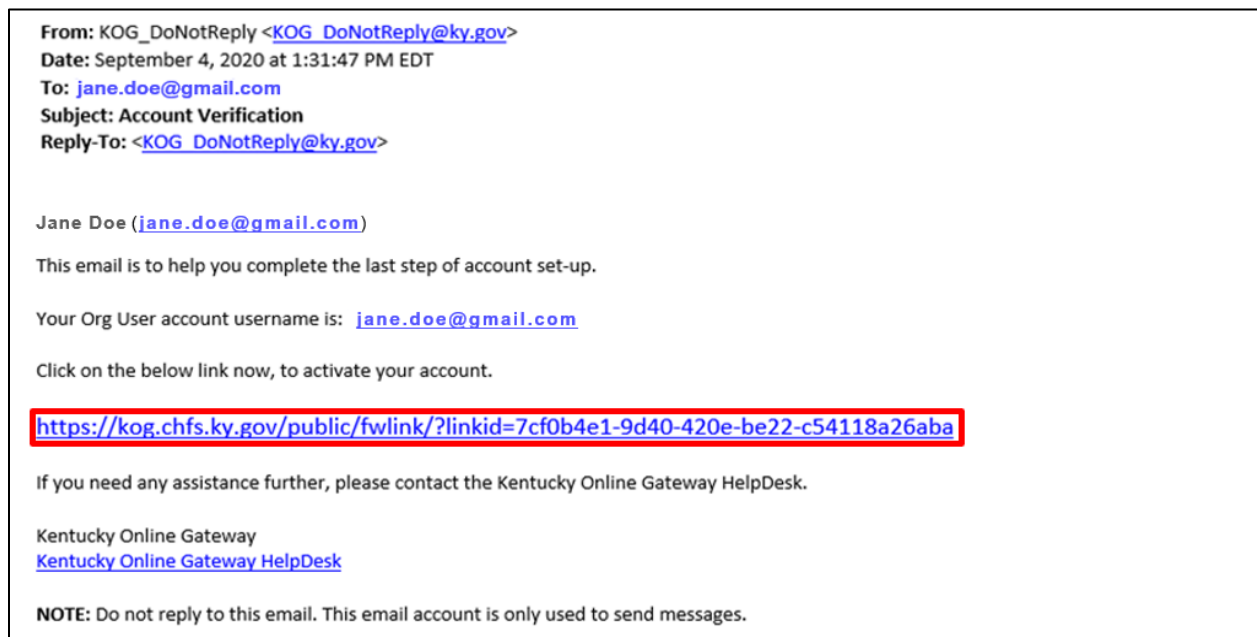 From: KOG_DoNotReply <KOG_DoNotReply@ky.gov>
Date: September 4, 2020 at 1:31:47 PM EDT
To: jane.doe@gmail.com
Subject: Account Verification
Reply-To: <KOG_DoNotReply@ky.gov>
Jane Doe (jane.doe@gmail.com)
This email is to help you complete the last step of account set-up.
Your Org User account username is: jane.doe@gmail.com
Click on the below link now, to activate your account.
https://kog.chfs.ky.gov/public/fwlink/?linkid=7cf0b4e1-9d40-420e-be22-c54118a26aba
If you need any assistance further, please contact the Kentucky Online Gateway HelpDesk.
Kentucky Online Gateway
Kentucky Online Gateway HelpDesk
NOTE: Do not reply to this email. This email account is only used to send messages.